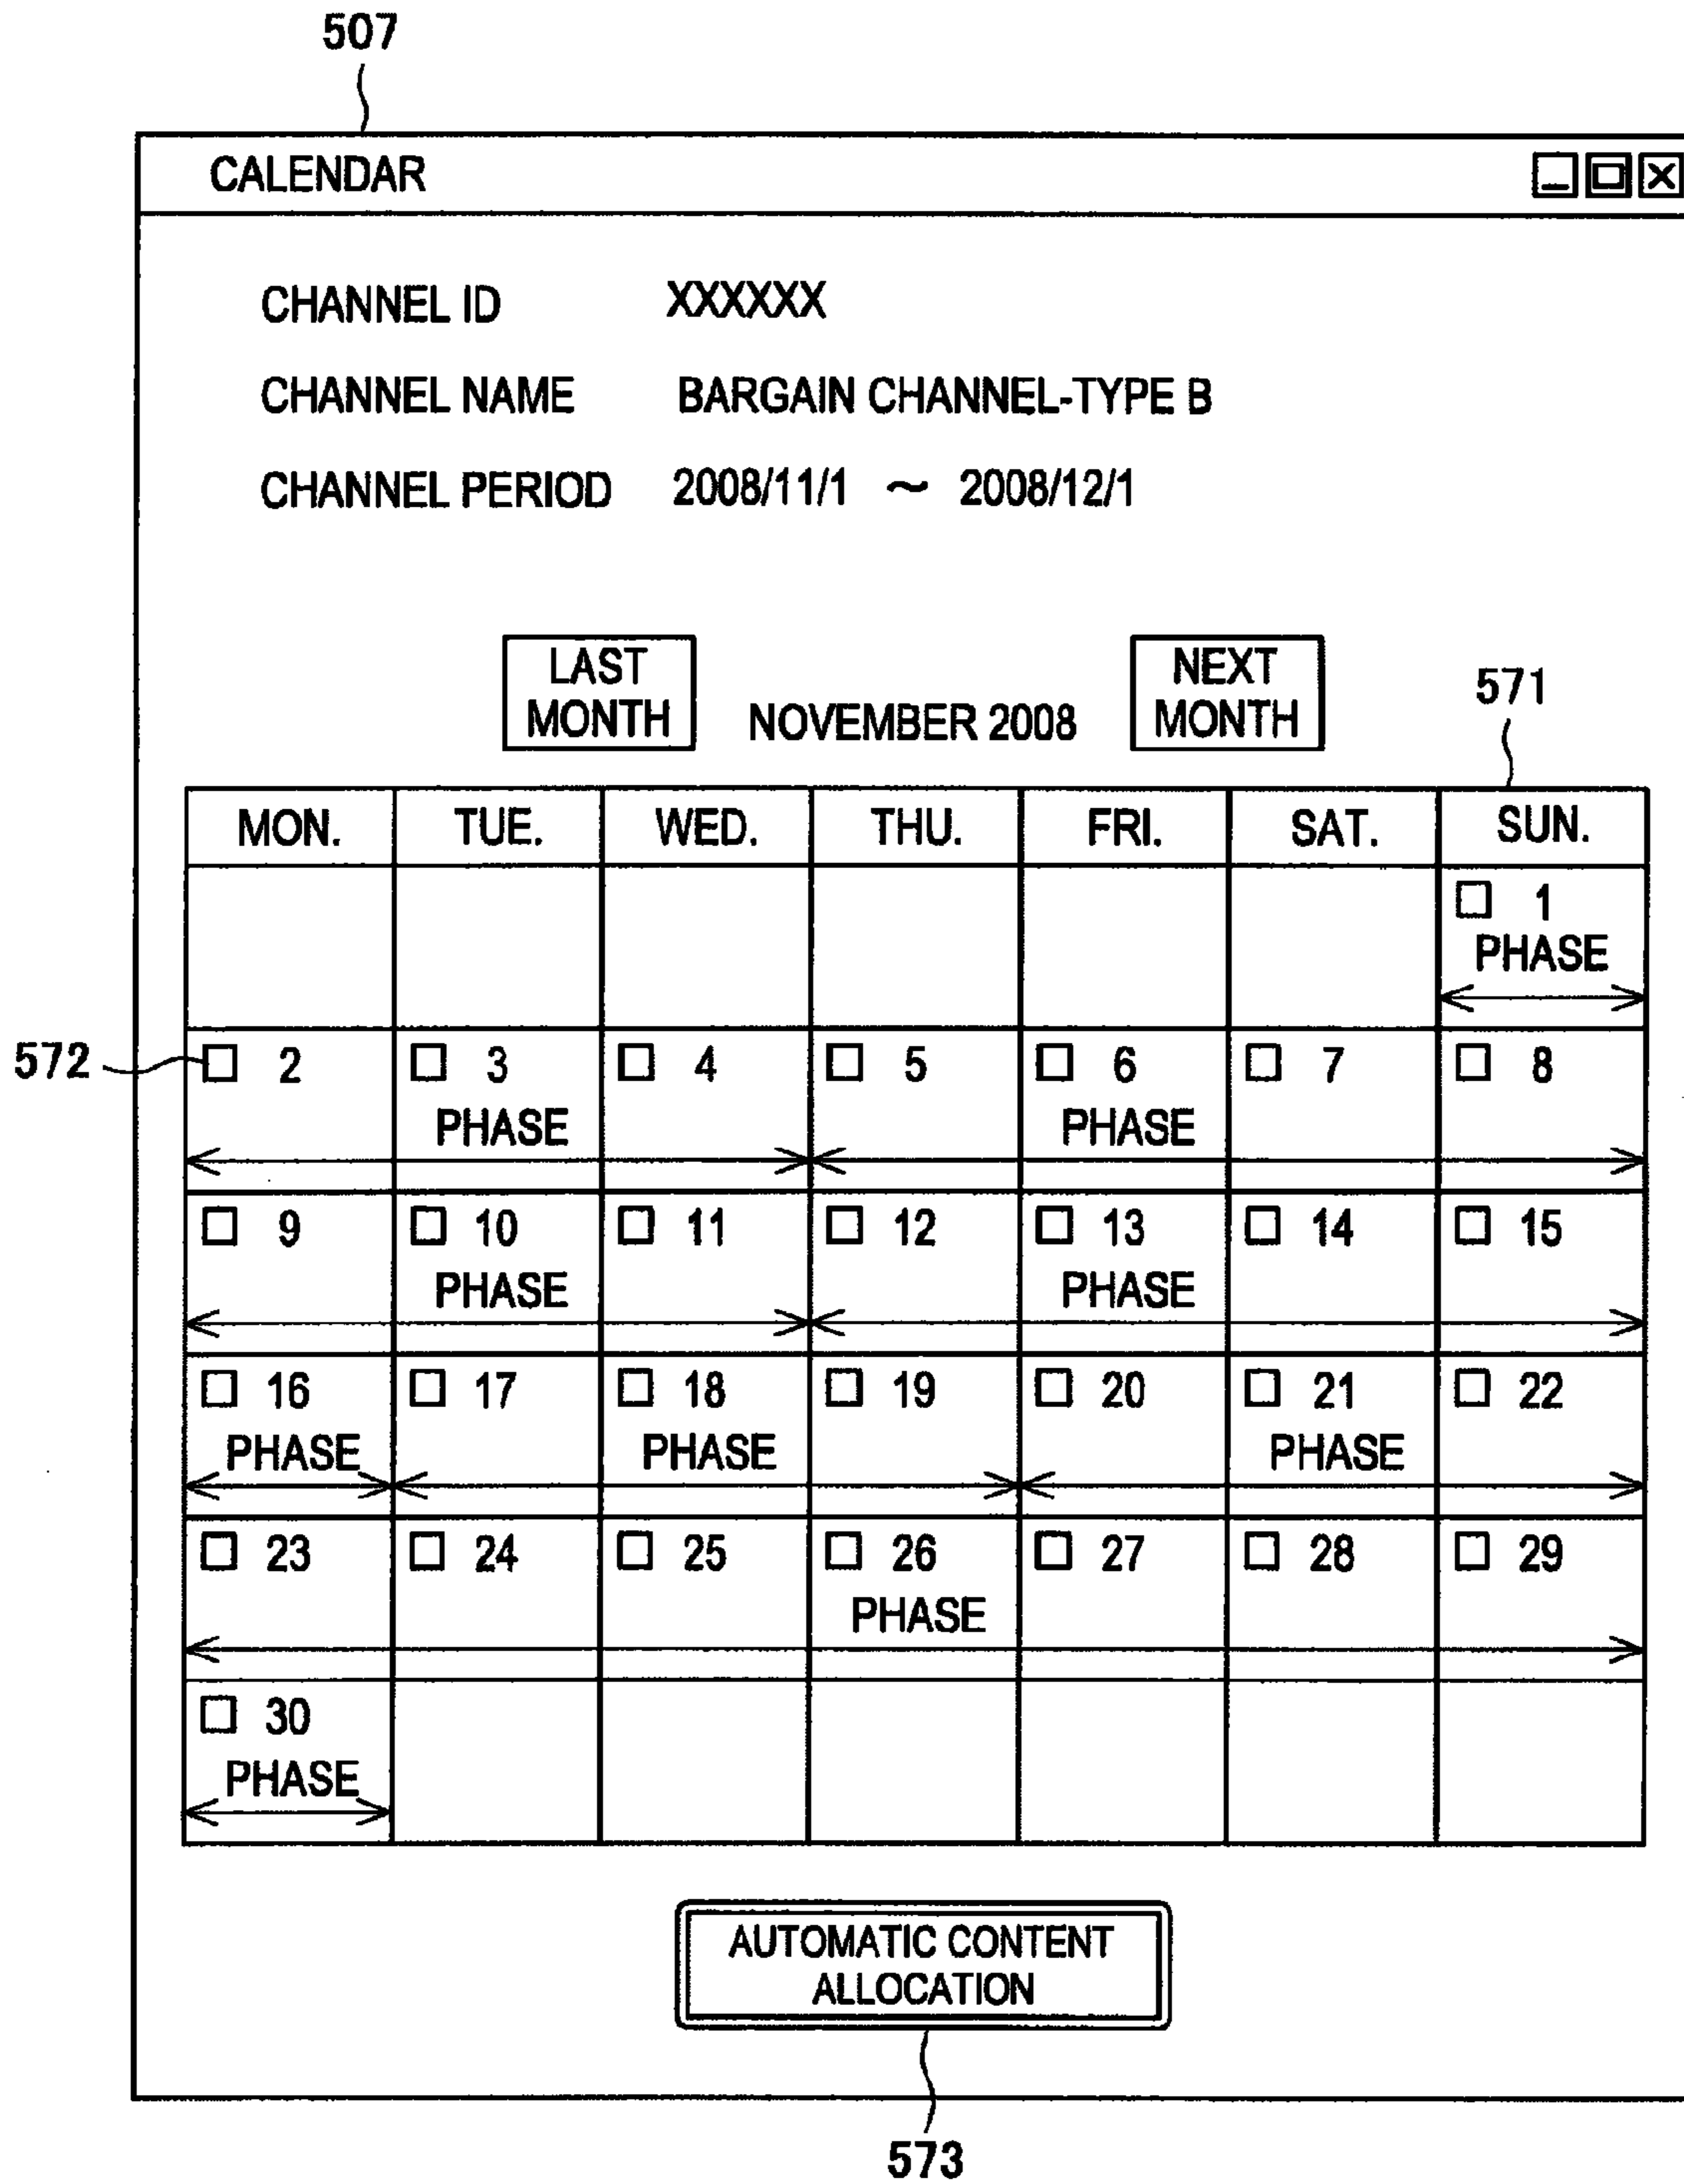 507
CALENDAR
CHANNEL ID XXXXXX
CHANNEL NAME BARGAIN CHANNEL-TYPE B
CHANNEL PERIOD 2008/11/1 ~ 2008/12/1
LAST MONTH
NOVEMBER 2008
NEXT MONTH
571
MON. TUE. WED. THU. FRI. SAT. SUN.
1
PHASE
572
2 3 4 5 6 7 8
PHASE PHASE
9 10 11 12 13 14 15
PHASE PHASE
16 17 18 19 20 21 22
PHASE PHASE PHASE
23 24 25 26 27 28 29
PHASE
30
PHASE
AUTOMATIC CONTENT
ALLOCATION
573